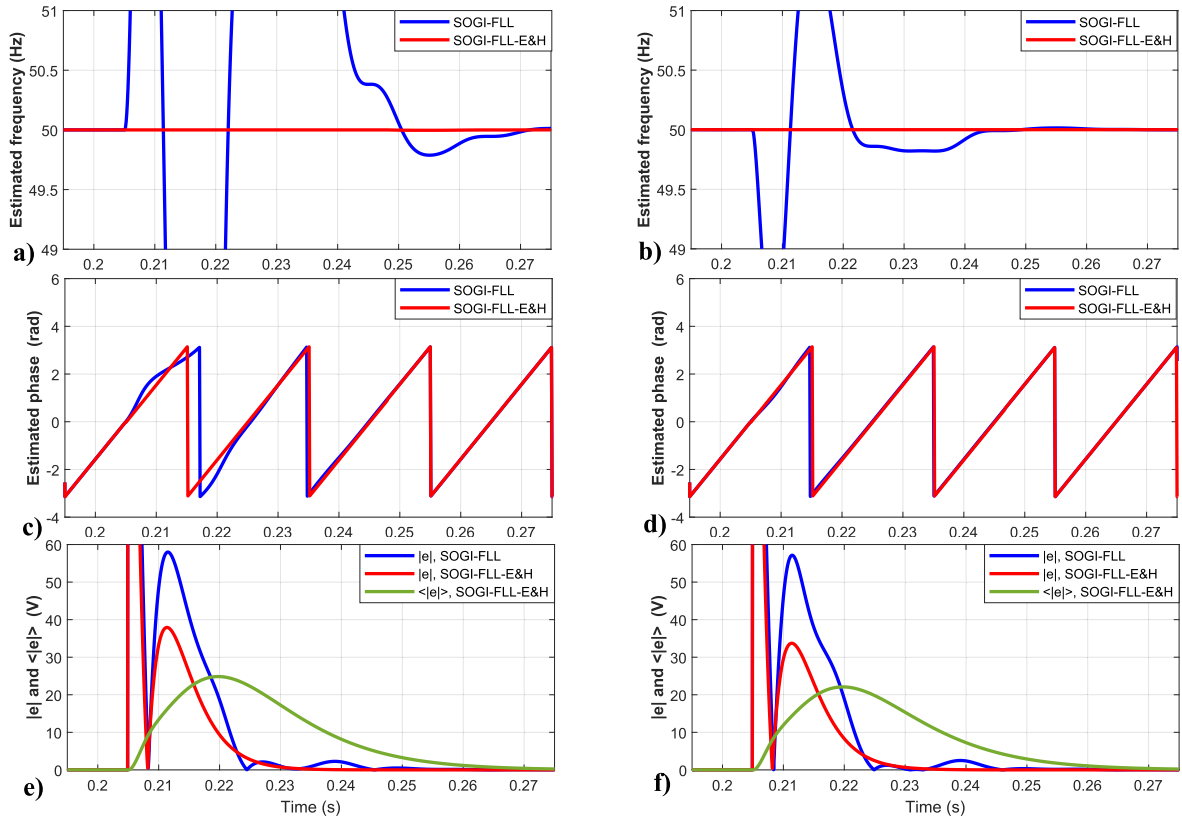 a)
Estimated frequency (Hz)
51
50.5
50
49.5
49
0.2 0.21 0.22 0.23 0.24 0.25 0.26 0.27
SOGI-FLL
SOGI-FLL-E&H
b)
Estimated frequency (Hz)
51
50.5
50
49.5
49
0.2 0.21 0.22 0.23 0.24 0.25 0.26 0.27
SOGI-FLL
SOGI-FLL-E&H
c)
Estimated phase (rad)
6
4
2
0
-2
-4
0.2 0.21 0.22 0.23 0.24 0.25 0.26 0.27
SOGI-FLL
SOGI-FLL-E&H
d)
Estimated phase (rad)
6
4
2
0
-2
-4
0.2 0.21 0.22 0.23 0.24 0.25 0.26 0.27
SOGI-FLL
SOGI-FLL-E&H
e)
|e| and <|e|> (V)
60
50
40
30
20
10
0
0.2 0.21 0.22 0.23 0.24 0.25 0.26 0.27
Time (s)
|e|, SOGI-FLL
|e|, SOGI-FLL-E&H
<|e|>, SOGI-FLL-E&H
f)
|e| and <|e|> (V)
60
50
40
30
20
10
0
0.2 0.21 0.22 0.23 0.24 0.25 0.26 0.27
Time (s)
|e|, SOGI-FLL
|e|, SOGI-FLL-E&H
<|e|>, SOGI-FLL-E&H